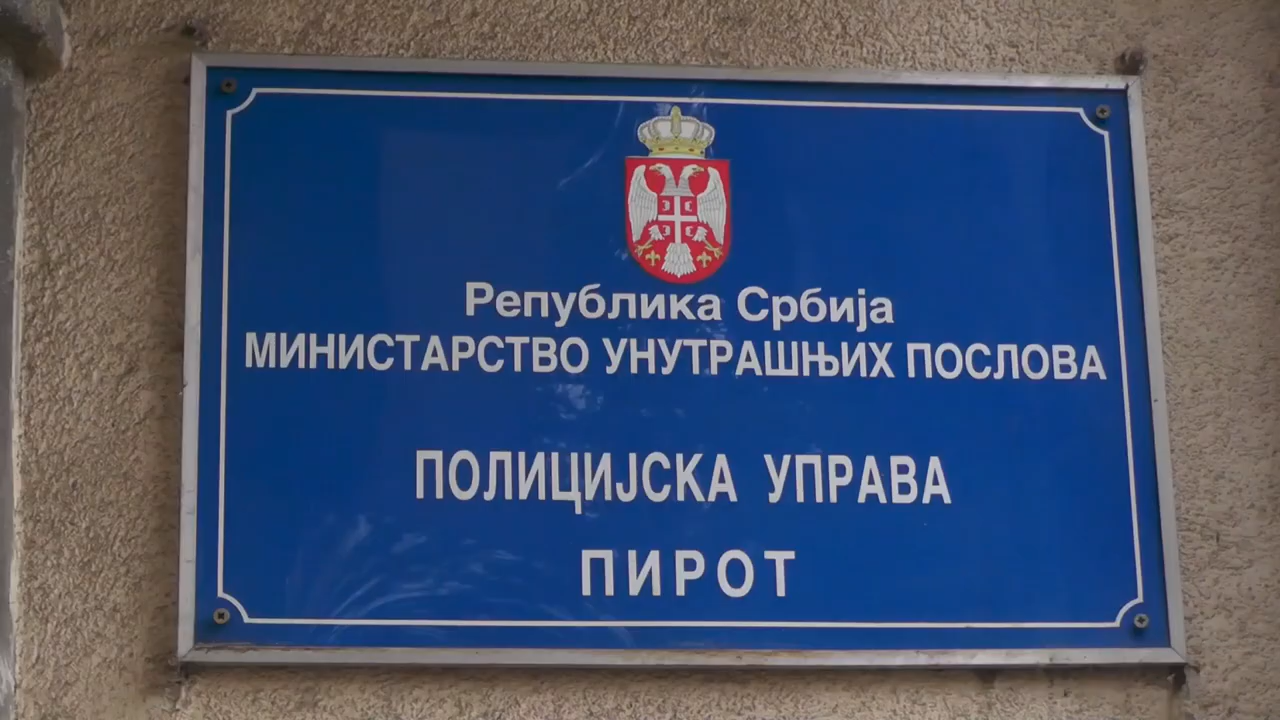 Република Србија
МИНИСТАРСТВО УНУТРАШЊИХ ПОСЛОВА
ПОЛИЦИЈСКА УПРАВА
ПИРОТ